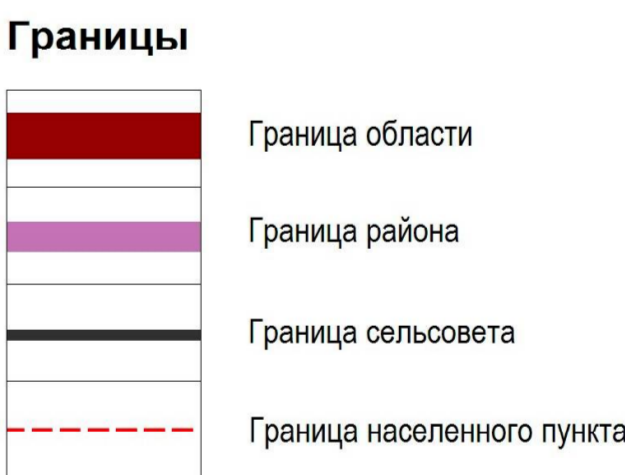 Границы
Граница области
Граница района
Граница сельсовета
Граница населенного пункта